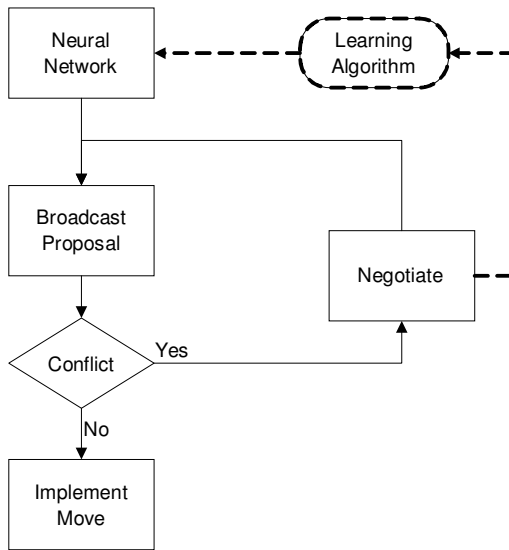 Neural
Network
Learning
Algorithm
Broadcast
Proposal
Negotiate
Conflict
Yes
No
Implement
Move